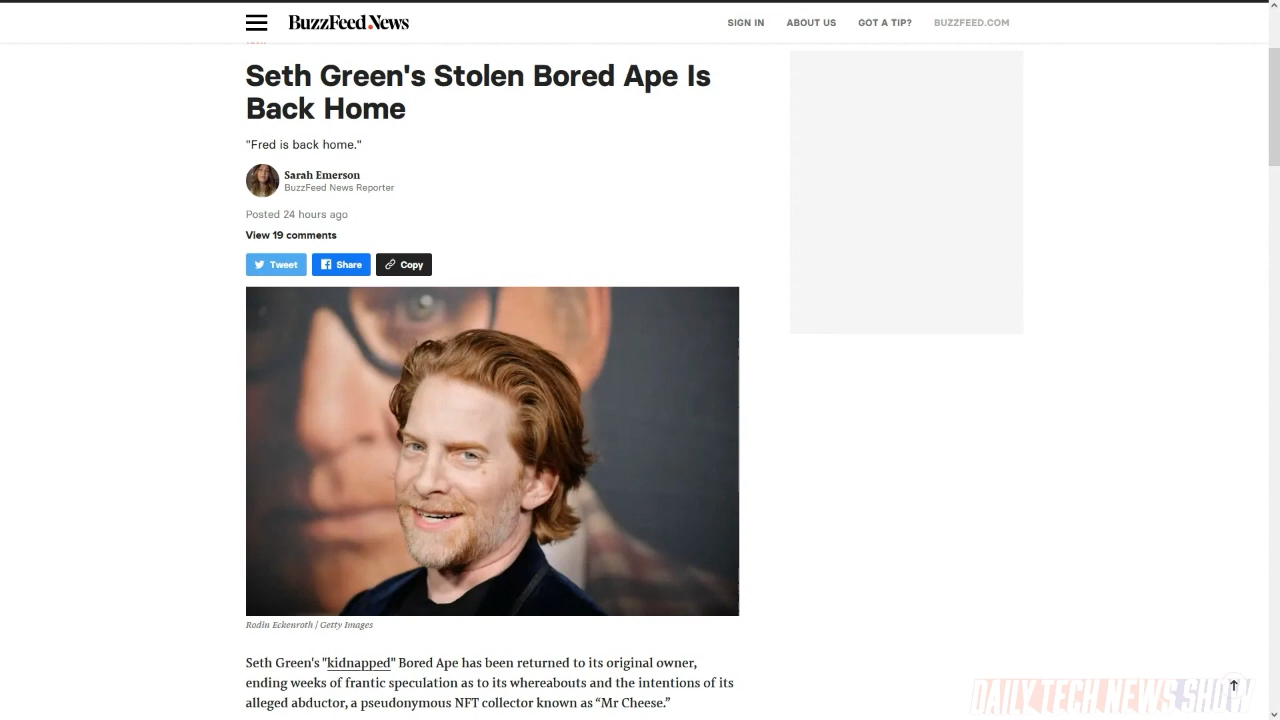 BuzzFeed News
SIGN IN ABOUT US GOT A TIP? BUZZFEED.COM
Seth Green's Stolen Bored Ape Is
Back Home
"Fred is back home."
Sarah Emerson
BuzzFeed News Reporter
Posted 24 hours ago
View 19 comments
Tweet Share Copy
Rodin Eckenroth / Getty Images
Seth Green's "kidnapped" Bored Ape has been returned to its original owner,
ending weeks of frantic speculation as to its whereabouts and the intentions of its
alleged abductor, a pseudonymous NFT collector known as “Mr Cheese.”
DAILY TECH NEWS SHOW